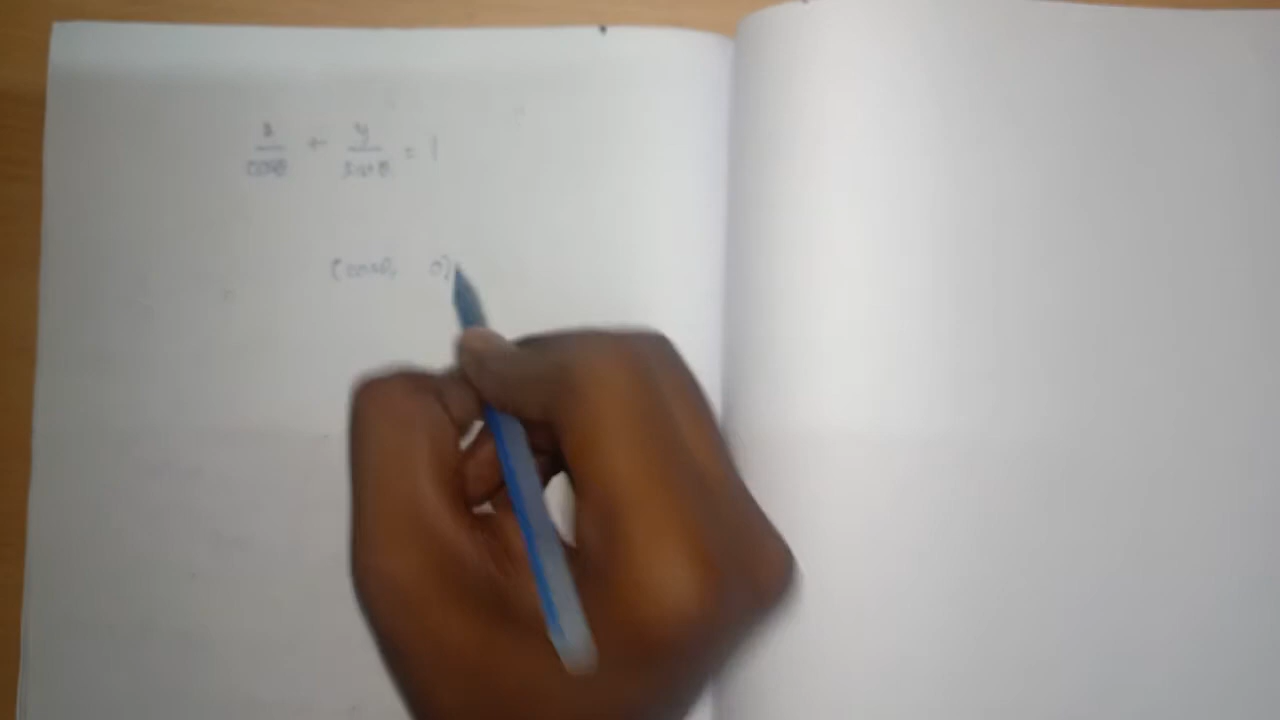 x/cosθ + y/sinθ = 1
(cosθ, 0)